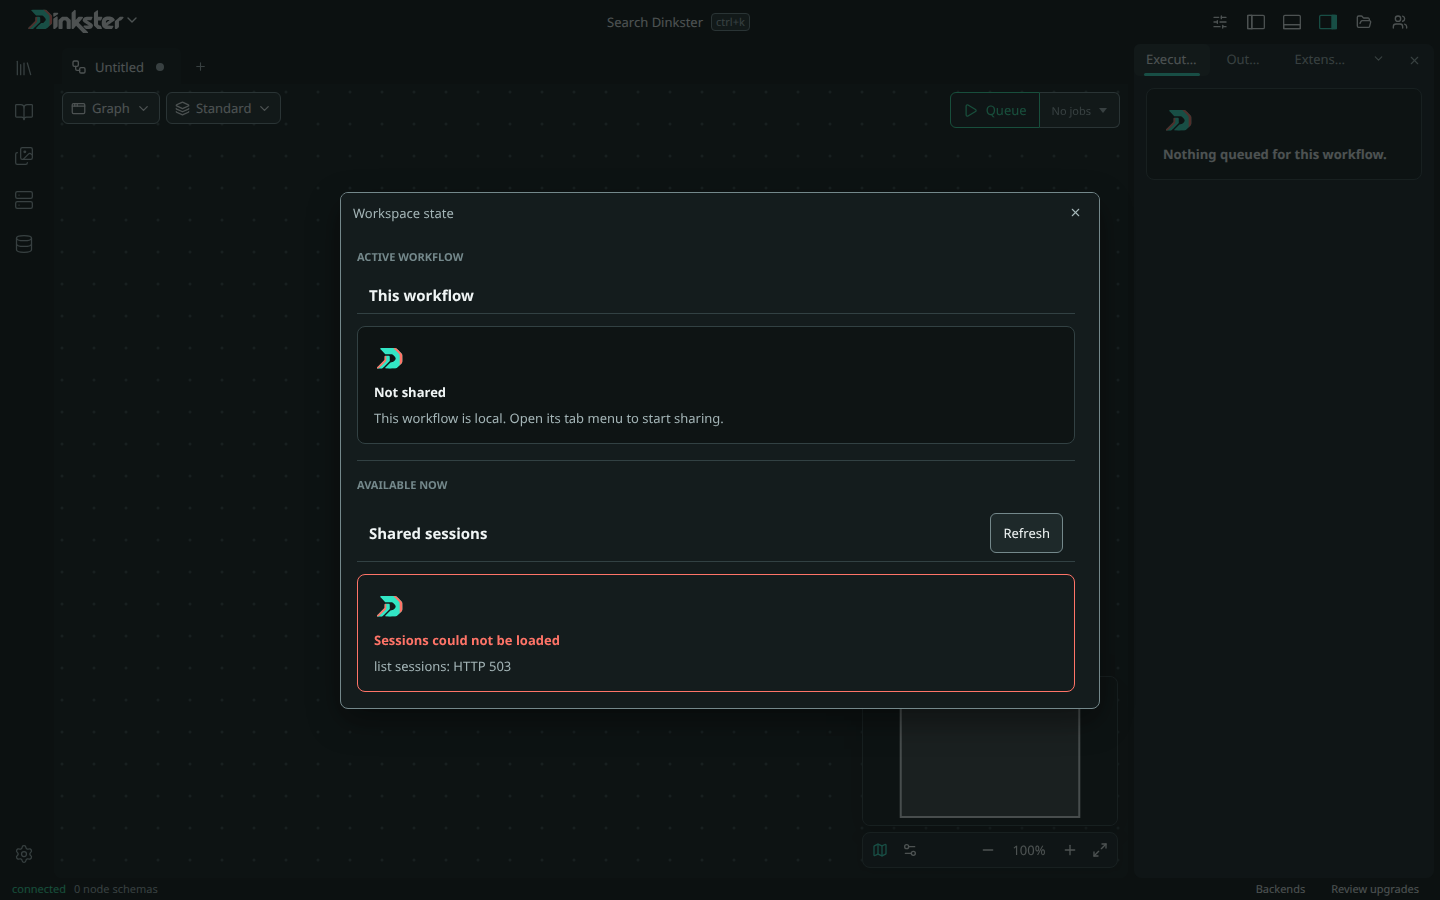 Dinkster
Search Dinkster ctrl+k
Untitled
Execut...
Out...
Extens...
Graph
Standard
Queue
No jobs
Nothing queued for this workflow.
Workspace state
ACTIVE WORKFLOW
This workflow
Not shared
This workflow is local. Open its tab menu to start sharing.
AVAILABLE NOW
Shared sessions
Refresh
Sessions could not be loaded
list sessions: HTTP 503
100%
connected 0 node schemas
Backends
Review upgrades